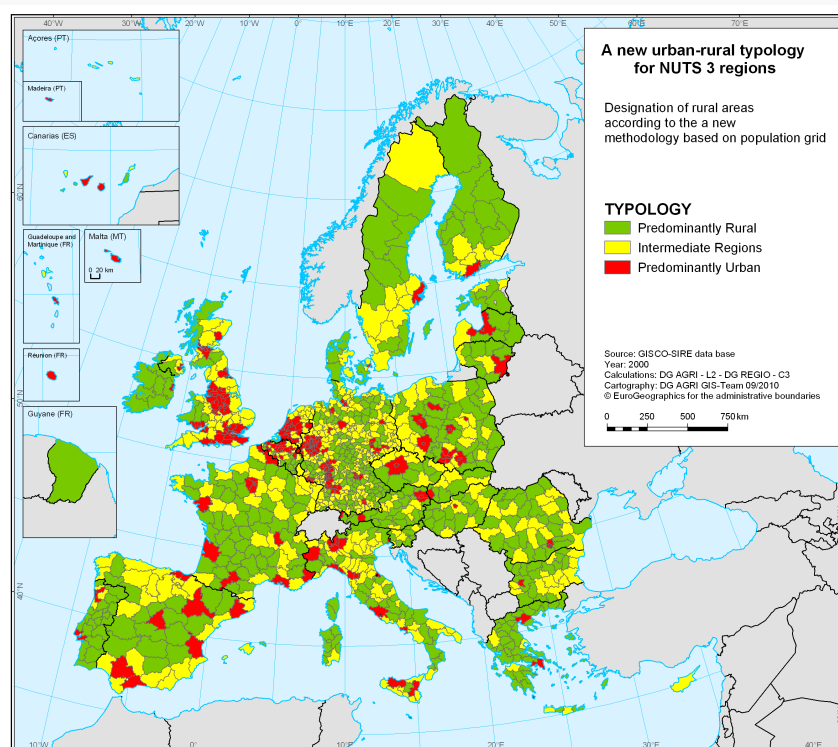 40°W 30°W 20°W 10°W 0° 10°E 20°E 30°E 40°E 50°E 60°E 70°E
Açores (PT)
Madeira (PT)
Canarias (ES)
Guadeloupe and
Martinique (FR)
Malta (MT)
0 20 km
Réunion (FR)
Guyane (FR)
60°N
50°N
40°N
A new urban-rural typology
for NUTS 3 regions
Designation of rural areas
according to the a new
methodology based on population grid
TYPOLOGY
Predominantly Rural
Intermediate Regions
Predominantly Urban
Source: GISCO-SIRE data base
Year: 2000
Calculations: DG AGRI - L2 - DG REGIO - C3
Cartography: DG AGRI GIS-Team 09/2010
© EuroGeographics for the administrative boundaries
0 250 500 750 km
10°W 0° 10°E 20°E 30°E 40°E